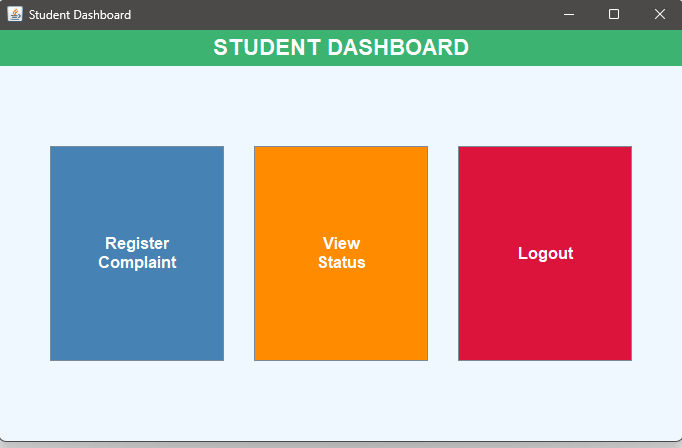 Student Dashboard
STUDENT DASHBOARD
Register
Complaint
View
Status
Logout